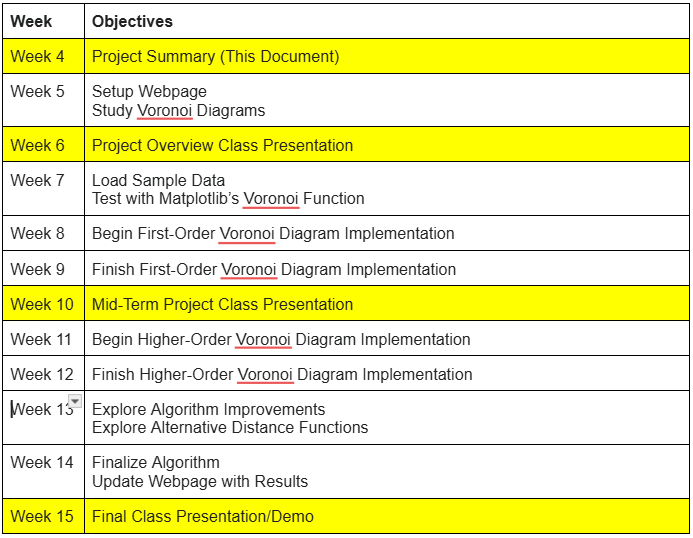 Week Objectives
Week 4 Project Summary (This Document)
Week 5 Setup Webpage
Study Voronoi Diagrams
Week 6 Project Overview Class Presentation
Week 7 Load Sample Data
Test with Matplotlib's Voronoi Function
Week 8 Begin First-Order Voronoi Diagram Implementation
Week 9 Finish First-Order Voronoi Diagram Implementation
Week 10 Mid-Term Project Class Presentation
Week 11 Begin Higher-Order Voronoi Diagram Implementation
Week 12 Finish Higher-Order Voronoi Diagram Implementation
Week 13 Explore Algorithm Improvements
Explore Alternative Distance Functions
Week 14 Finalize Algorithm
Update Webpage with Results
Week 15 Final Class Presentation/Demo